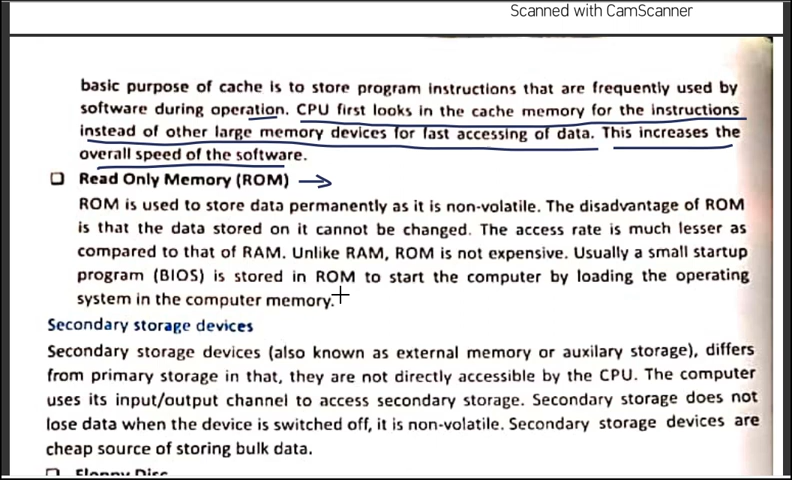 Scanned with CamScanner
basic purpose of cache is to store program instructions that are frequently used by
software during operation. CPU first looks in the cache memory for the instructions
instead of other large memory devices for fast accessing of data. This increases the
overall speed of the software.
Read Only Memory (ROM)
ROM is used to store data permanently as it is non-volatile. The disadvantage of ROM
is that the data stored on it cannot be changed. The access rate is much lesser as
compared to that of RAM. Unlike RAM, ROM is not expensive. Usually a small startup
program (BIOS) is stored in ROM to start the computer by loading the operating
system in the computer memory.
Secondary storage devices
Secondary storage devices (also known as external memory or auxilary storage), differs
from primary storage in that, they are not directly accessible by the CPU. The computer
uses its input/output channel to access secondary storage. Secondary storage does not
lose data when the device is switched off, it is non-volatile. Secondary storage devices are
cheap source of storing bulk data.
Floppy Disc